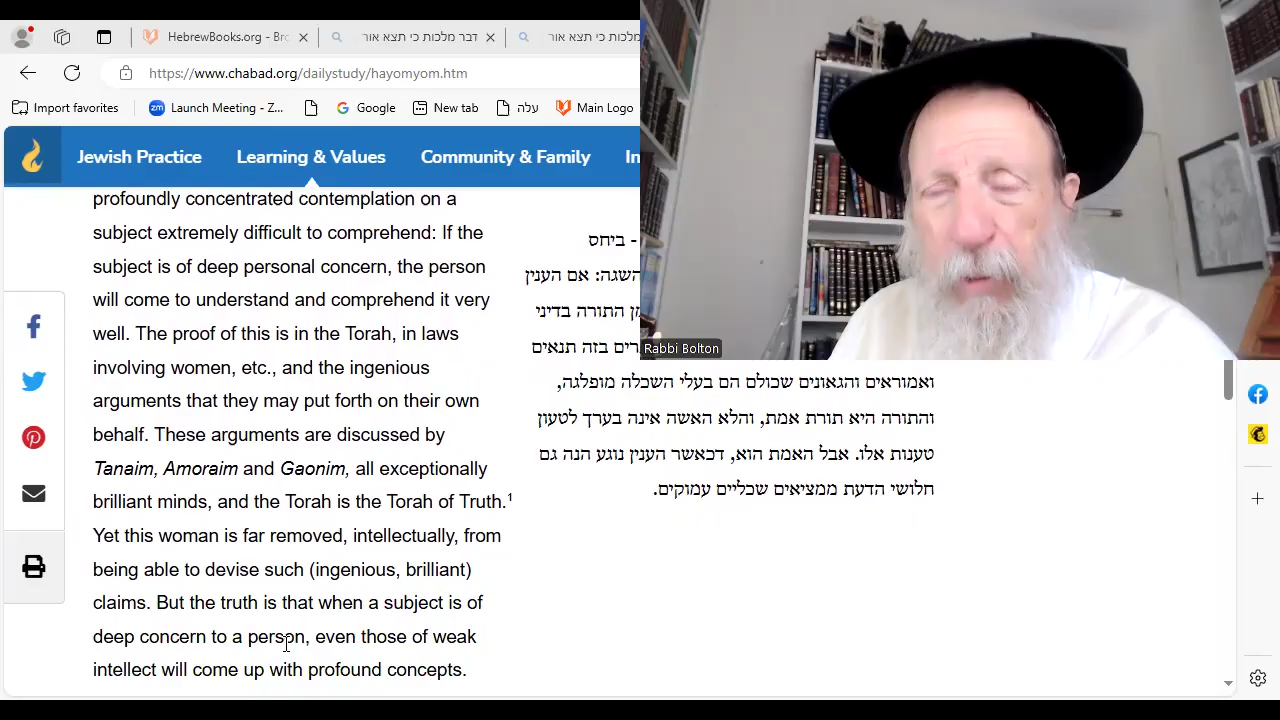 HebrewBooks.org - Bro
דבר מלכות כי תצא אור
מלכות כי תצא אור
https://www.chabad.org/dailystudy/hayomyom.htm
Import favorites
zm
Launch Meeting - Z...
G
Google
New tab
עלה
Main Logo
Jewish Practice
Learning & Values
Community & Family
In
profoundly concentrated contemplation on a
subject extremely difficult to comprehend: If the
subject is of deep personal concern, the person
will come to understand and comprehend it very
well. The proof of this is in the Torah, in laws
involving women, etc., and the ingenious
arguments that they may put forth on their own
behalf. These arguments are discussed by
Tanaim, Amoraim and Gaonim, all exceptionally
brilliant minds, and the Torah is the Torah of Truth.¹
Yet this woman is far removed, intellectually, from
being able to devise such (ingenious, brilliant)
claims. But the truth is that when a subject is of
deep concern to a person, even those of weak
intellect will come up with profound concepts.
- ביחס
השגה: אם הענין
מן התורה בדיני
רים בזה תנאים
ואמוראים והגאונים שכולם הם בעלי השכלה מופלגה,
והתורה היא תורת אמת, והלא האשה אינה בערך לטעון
טענות אלו. אבל האמת הוא, דכאשר הענין נוגע הנה גם
חלושי הדעת ממציאים שכליים עמוקים.
Rabbi Bolton